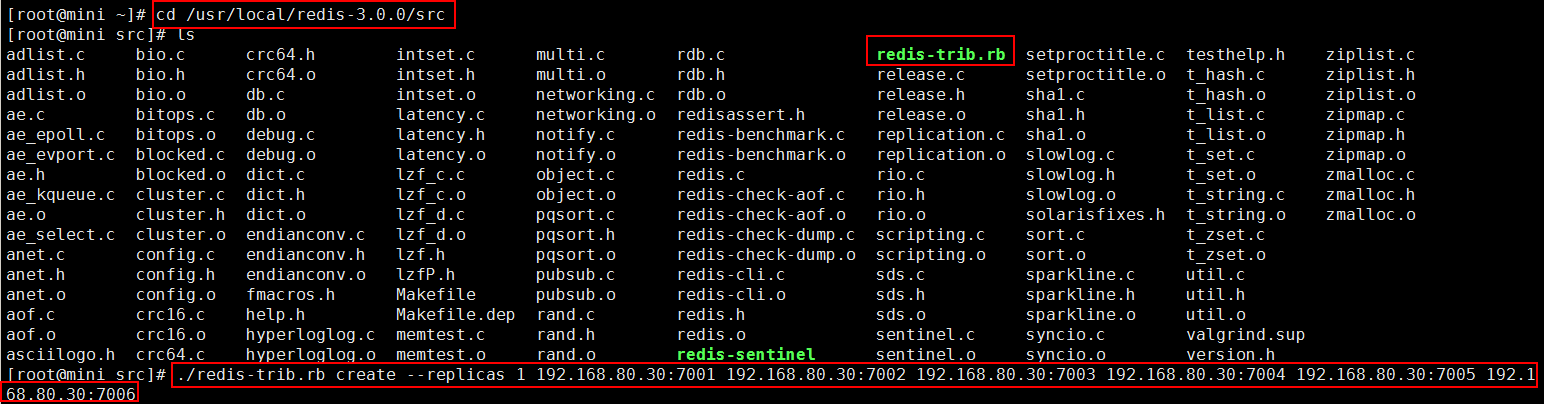 [root@mini ~]# cd /usr/local/redis-3.0.0/src
[root@mini src]# ls
adlist.c bio.c crc64.h intset.c multi.c rdb.c redis-trib.rb setproctitle.c testhelp.h ziplist.c
adlist.h bio.h crc64.o intset.h multi.o rdb.h release.c setproctitle.o t_hash.c ziplist.h
adlist.o bio.o db.c intset.o networking.c rdb.o release.h sha1.c t_hash.o ziplist.o
ae.c bitops.c db.o latency.c networking.o redisassert.h release.o sha1.h t_list.c zipmap.c
ae_epoll.c bitops.o debug.c latency.h notify.c redis-benchmark.c replication.c sha1.o t_list.o zipmap.h
ae_evport.c blocked.c debug.o latency.o notify.o redis-benchmark.o replication.o slowlog.c t_set.c zipmap.o
ae.h blocked.o dict.c lzf_c.c object.c redis.c rio.c slowlog.h t_set.o zmalloc.c
ae_kqueue.c cluster.c dict.h lzf_c.o object.o redis-check-aof.c rio.h slowlog.o t_string.c zmalloc.h
ae.o cluster.h dict.o lzf_d.c pqsort.c redis-check-aof.o rio.o solarisfixes.h t_string.o zmalloc.o
ae_select.c cluster.o endianconv.c lzf_d.o pqsort.h redis-check-dump.c scripting.c sort.c t_zset.c
anet.c config.c endianconv.h lzf.h pqsort.o redis-check-dump.o scripting.o sort.o t_zset.o
anet.h config.h endianconv.o lzfP.h pubsub.c redis-cli.c sds.c sparkline.c util.c
anet.o config.o fmacros.h Makefile pubsub.o redis-cli.o sds.h sparkline.h util.h
aof.c crc16.c help.h Makefile.dep rand.c redis.h sds.o sparkline.o util.o
aof.o crc16.o hyperloglog.c memtest.c rand.h redis.o sentinel.c syncio.c valgrind.sup
asciilogo.h crc64.c hyperloglog.o memtest.o rand.o redis-sentinel sentinel.o syncio.o version.h
[root@mini src]# ./redis-trib.rb create --replicas 1 192.168.80.30:7001 192.168.80.30:7002 192.168.80.30:7003 192.168.80.30:7004 192.168.80.30:7005 192.1
68.80.30:7006